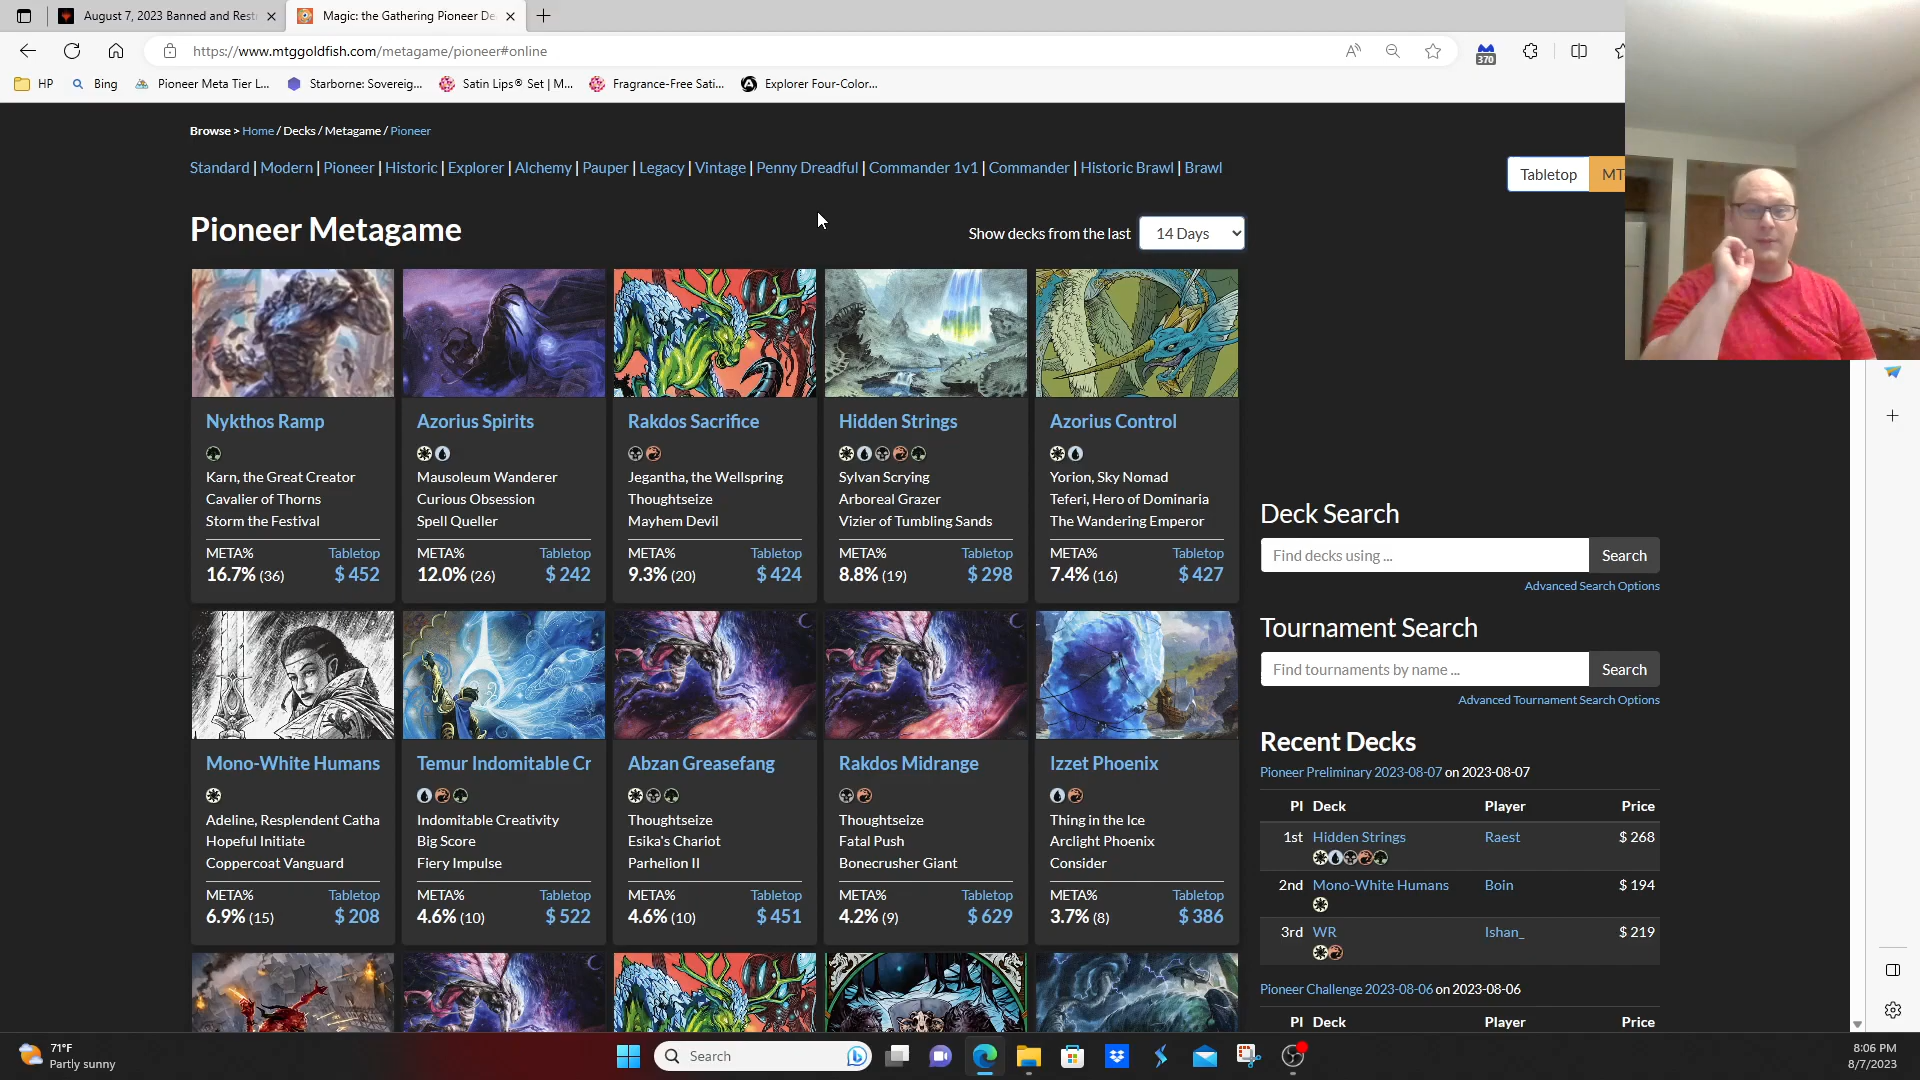 August 7, 2023 Banned and Rest
Magic: the Gathering Pioneer De
https://www.mtggoldfish.com/metagame/pioneer#online
370
HP
Bing
Pioneer Meta Tier L...
Starborne: Sovereig...
Satin Lips® Set | M...
Fragrance-Free Sati...
Explorer Four-Color...
Browse > Home / Decks / Metagame / Pioneer
Standard | Modern | Pioneer | Historic | Explorer | Alchemy | Pauper | Legacy | Vintage | Penny Dreadful | Commander 1v1 | Commander | Historic Brawl | Brawl
Tabletop
MT
Pioneer Metagame
Show decks from the last
14 Days
Nykthos Ramp
Karn, the Great Creator
Cavalier of Thorns
Storm the Festival
META% Tabletop
16.7% (36) $ 452
Azorius Spirits
Mausoleum Wanderer
Curious Obsession
Spell Queller
META% Tabletop
12.0% (26) $ 242
Rakdos Sacrifice
Jegantha, the Wellspring
Thoughtseize
Mayhem Devil
META% Tabletop
9.3% (20) $ 424
Hidden Strings
Sylvan Scrying
Arboreal Grazer
Vizier of Tumbling Sands
META% Tabletop
8.8% (19) $ 298
Azorius Control
Yorion, Sky Nomad
Teferi, Hero of Dominaria
The Wandering Emperor
META% Tabletop
7.4% (16) $ 427
Mono-White Humans
Adeline, Resplendent Catha
Hopeful Initiate
Coppercoat Vanguard
META% Tabletop
6.9% (15) $ 208
Temur Indomitable Cr
Indomitable Creativity
Big Score
Fiery Impulse
META% Tabletop
4.6% (10) $ 522
Abzan Greasefang
Thoughtseize
Esika's Chariot
Parhelion II
META% Tabletop
4.6% (10) $ 451
Rakdos Midrange
Thoughtseize
Fatal Push
Bonecrusher Giant
META% Tabletop
4.2% (9) $ 629
Izzet Phoenix
Thing in the Ice
Arclight Phoenix
Consider
META% Tabletop
3.7% (8) $ 386
Deck Search
Find decks using ... Search
Advanced Search Options
Tournament Search
Find tournaments by name ... Search
Advanced Tournament Search Options
Recent Decks
Pioneer Preliminary 2023-08-07 on 2023-08-07
Pl Deck Player Price
1st Hidden Strings Raest $ 268
2nd Mono-White Humans Boin $ 194
3rd WR Ishan_ $ 219
Pioneer Challenge 2023-08-06 on 2023-08-06
Pl Deck Player Price
71°F
Partly sunny
Search
8:06 PM
8/7/2023